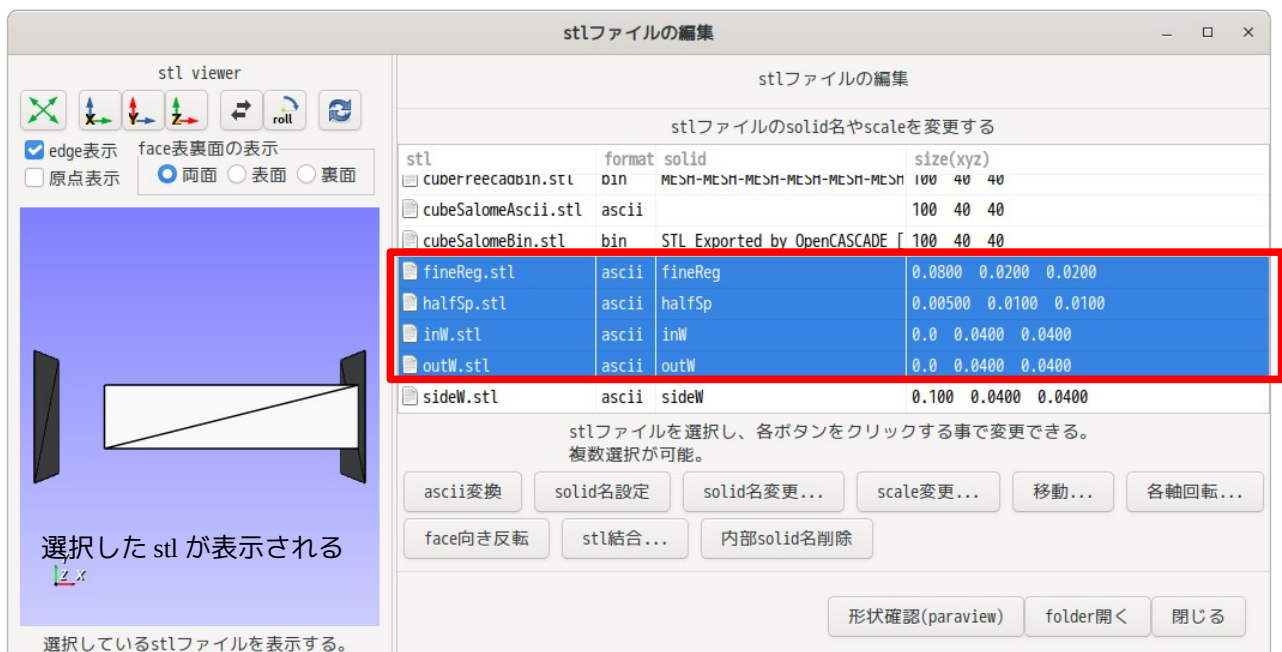 stlファイルの編集
stl viewer
X Y Z roll
edge表示
原点表示
face表裏面の表示
両面 表面 裏面
選択した stl が表示される
z x
選択しているstlファイルを表示する。
stlファイルの編集
stlファイルのsolid名やscaleを変更する
stl format solid size(xyz)
cubeFreecadBin.stl bin MESH-MESH-MESH-MESH-MESH-MESH 100 40 40
cubeSalomeAscii.stl ascii 100 40 40
cubeSalomeBin.stl bin STL Exported by OpenCASCADE [ 100 40 40
fineReg.stl ascii fineReg 0.0800 0.0200 0.0200
halfSp.stl ascii halfSp 0.00500 0.0100 0.0100
inW.stl ascii inW 0.0 0.0400 0.0400
outW.stl ascii outW 0.0 0.0400 0.0400
sideW.stl ascii sideW 0.100 0.0400 0.0400
stlファイルを選択し、各ボタンをクリックする事で変更できる。
複数選択が可能。
ascii変換 solid名設定 solid名変更... scale変更... 移動... 各軸回転...
face向き反転 stl結合... 内部solid名削除
形状確認(paraview) folder開く 閉じる